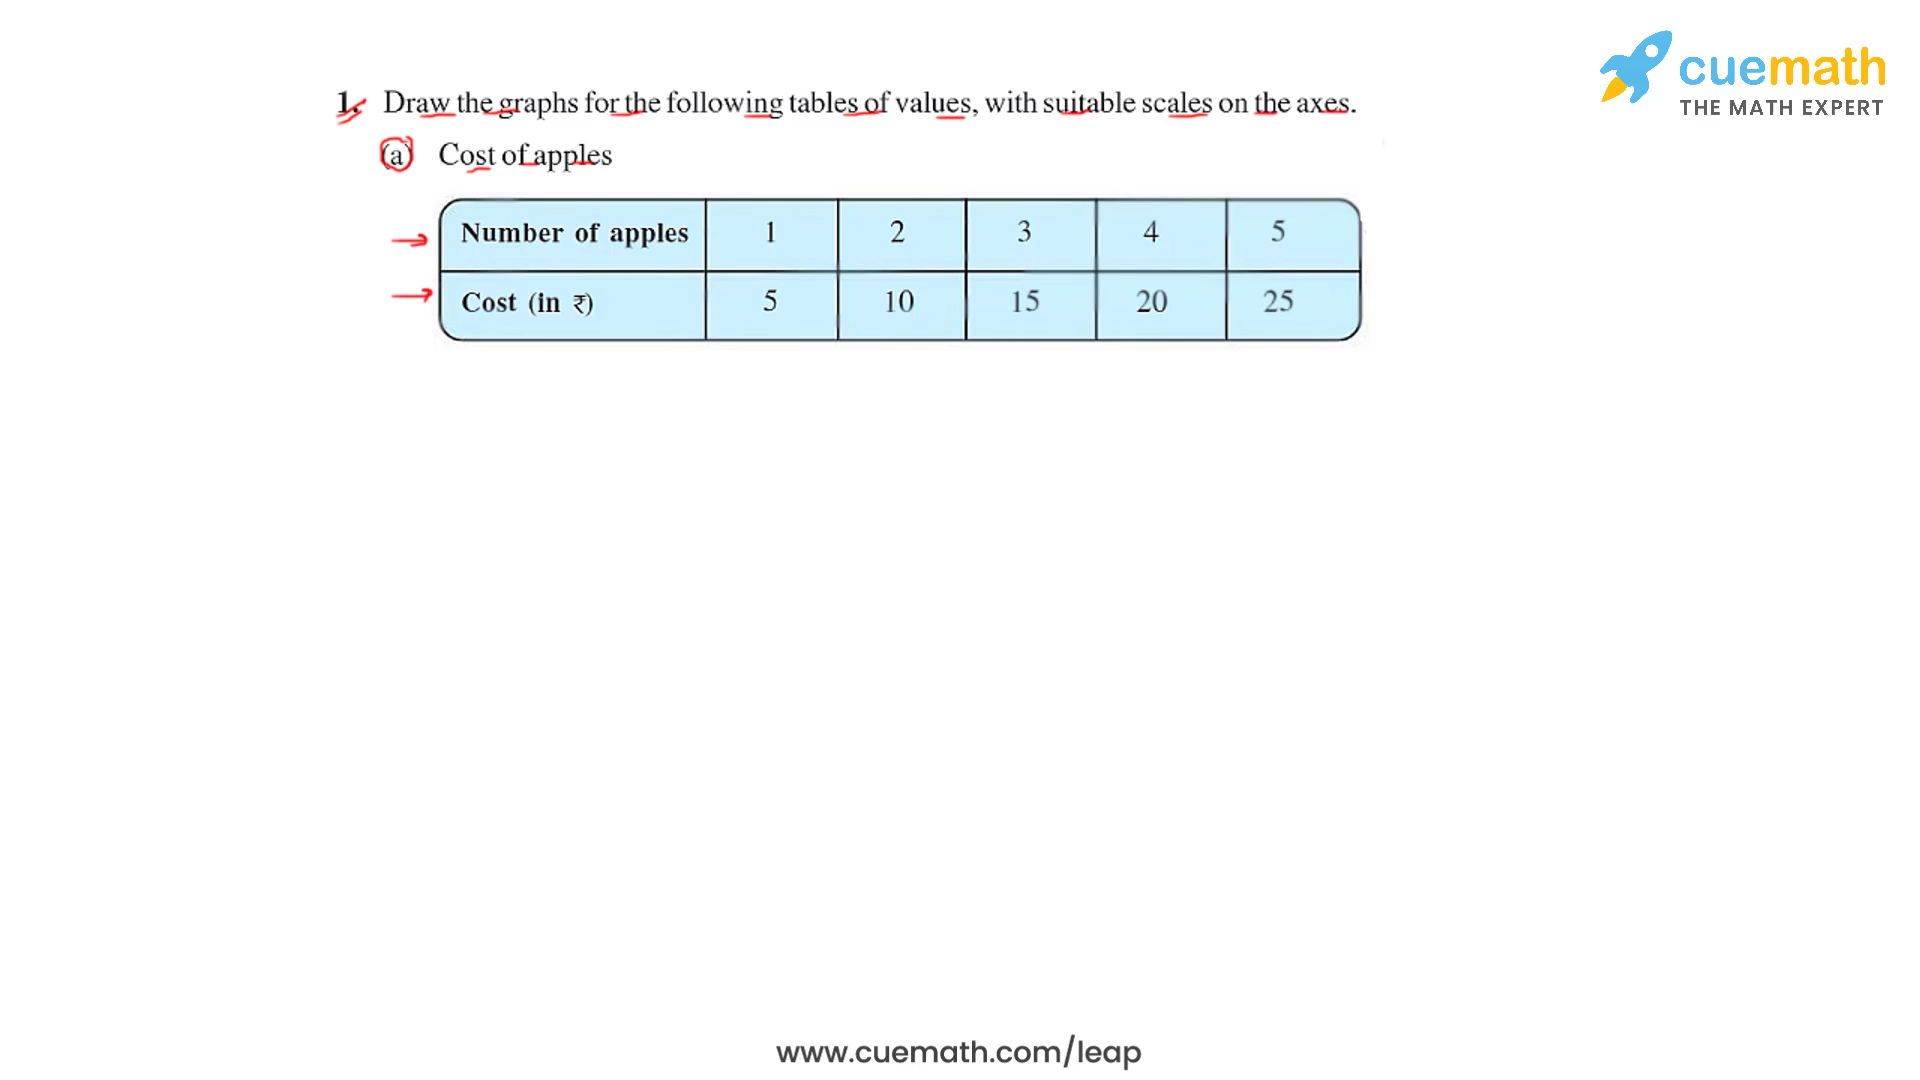 cuemath
THE MATH EXPERT
1. Draw the graphs for the following tables of values, with suitable scales on the axes.
(a) Cost of apples
Number of apples 1 2 3 4 5
Cost (in ₹) 5 10 15 20 25
www.cuemath.com/leap